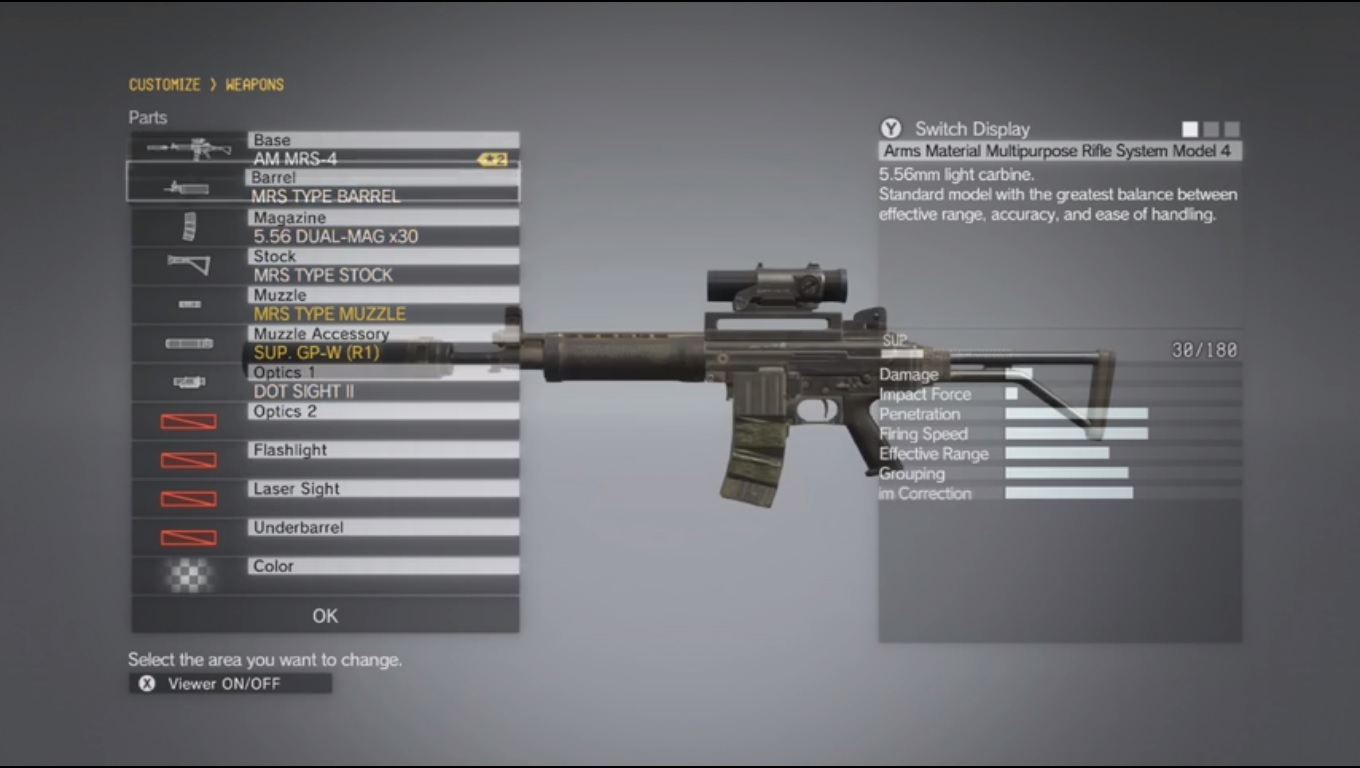 CUSTOMIZE > WEAPONS
Parts
Base
AM MRS-4
★2
Barrel
MRS TYPE BARREL
Magazine
5.56 DUAL-MAG x30
Stock
MRS TYPE STOCK
Muzzle
MRS TYPE MUZZLE
Muzzle Accessory
SUP. GP-W (R1)
Optics 1
DOT SIGHT II
Optics 2
Flashlight
Laser Sight
Underbarrel
Color
OK
Select the area you want to change.
X Viewer ON/OFF
Y Switch Display
Arms Material Multipurpose Rifle System Model 4
5.56mm light carbine.
Standard model with the greatest balance between
effective range, accuracy, and ease of handling.
SUP
30/180
Damage
Impact Force
Penetration
Firing Speed
Effective Range
Grouping
im Correction